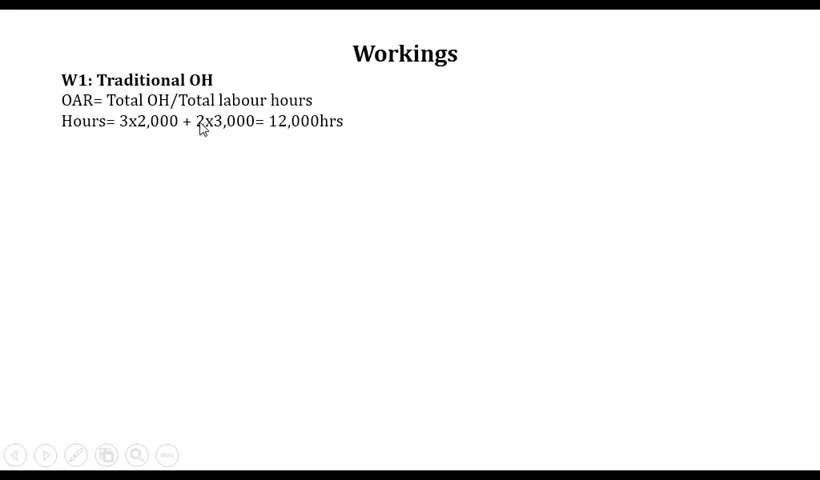 Workings
W1: Traditional OH
OAR= Total OH/Total labour hours
Hours= 3x2,000 + 2x3,000= 12,000hrs